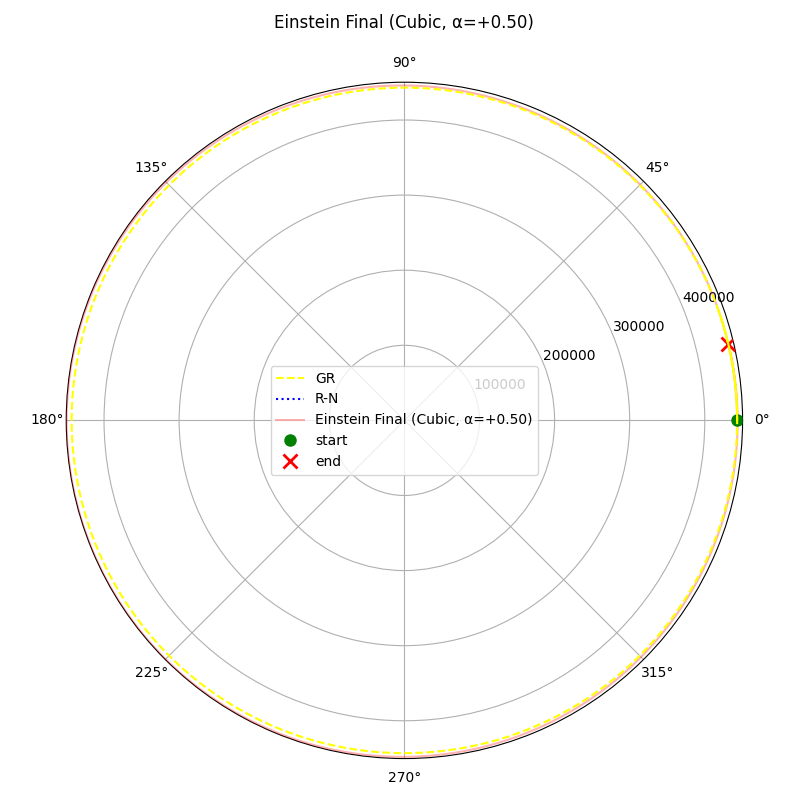 Einstein Final (Cubic, α=+0.50)
90°
135°
45°
400000
300000
200000
100000
GR
R-N
Einstein Final (Cubic, α=+0.50)
start
end
180°
0°
225°
315°
270°